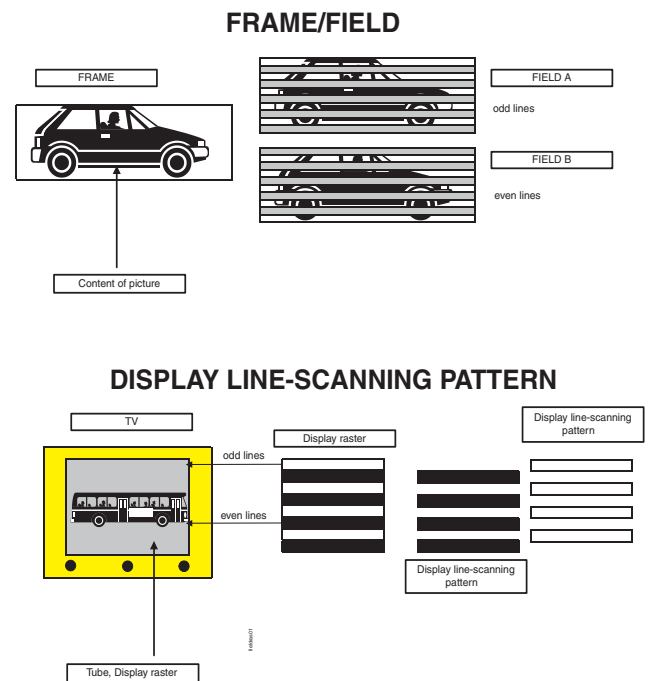 FRAME/FIELD
FRAME
FIELD A
odd lines
FIELD B
even lines
Content of picture
DISPLAY LINE-SCANNING PATTERN
TV
Display raster
Display line-scanning
pattern
odd lines
even lines
Display line-scanning
pattern
Tube, Display raster